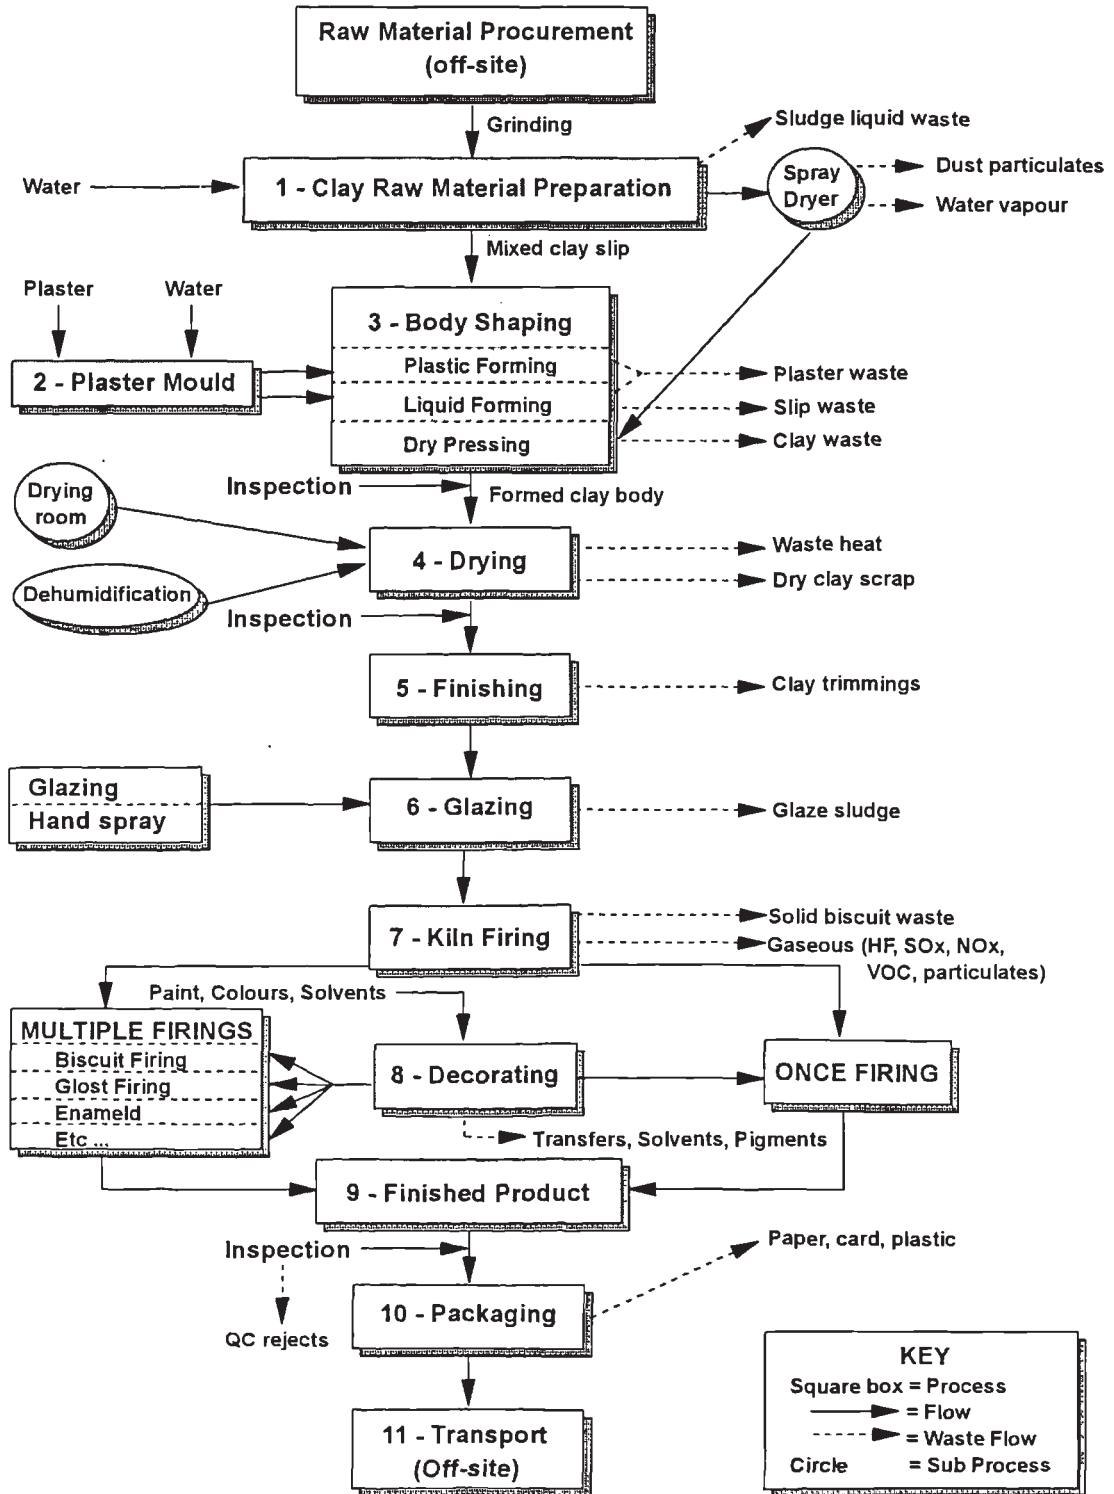 Raw Material Procurement
(off-site)
Grinding
Sludge liquid waste
Water
1 - Clay Raw Material Preparation
Spray
Dryer
Dust particulates
Water vapour
Mixed clay slip
Plaster
Water
3 - Body Shaping
2 - Plaster Mould
Plastic Forming
Plaster waste
Liquid Forming
Slip waste
Dry Pressing
Clay waste
Inspection
Formed clay body
Drying
room
4 - Drying
Waste heat
Dry clay scrap
Dehumidification
Inspection
5 - Finishing
Clay trimmings
Glazing
Hand spray
6 - Glazing
Glaze sludge
7 - Kiln Firing
Solid biscuit waste
Gaseous (HF, SOx, NOx,
VOC, particulates)
Paint, Colours, Solvents
MULTIPLE FIRINGS
Biscuit Firing
Glost Firing
Enameld
Etc ...
8 - Decorating
ONCE FIRING
Transfers, Solvents, Pigments
9 - Finished Product
Inspection
Paper, card, plastic
QC rejects
10 - Packaging
11 - Transport
(Off-site)
KEY
Square box = Process
= Flow
= Waste Flow
Circle = Sub Process